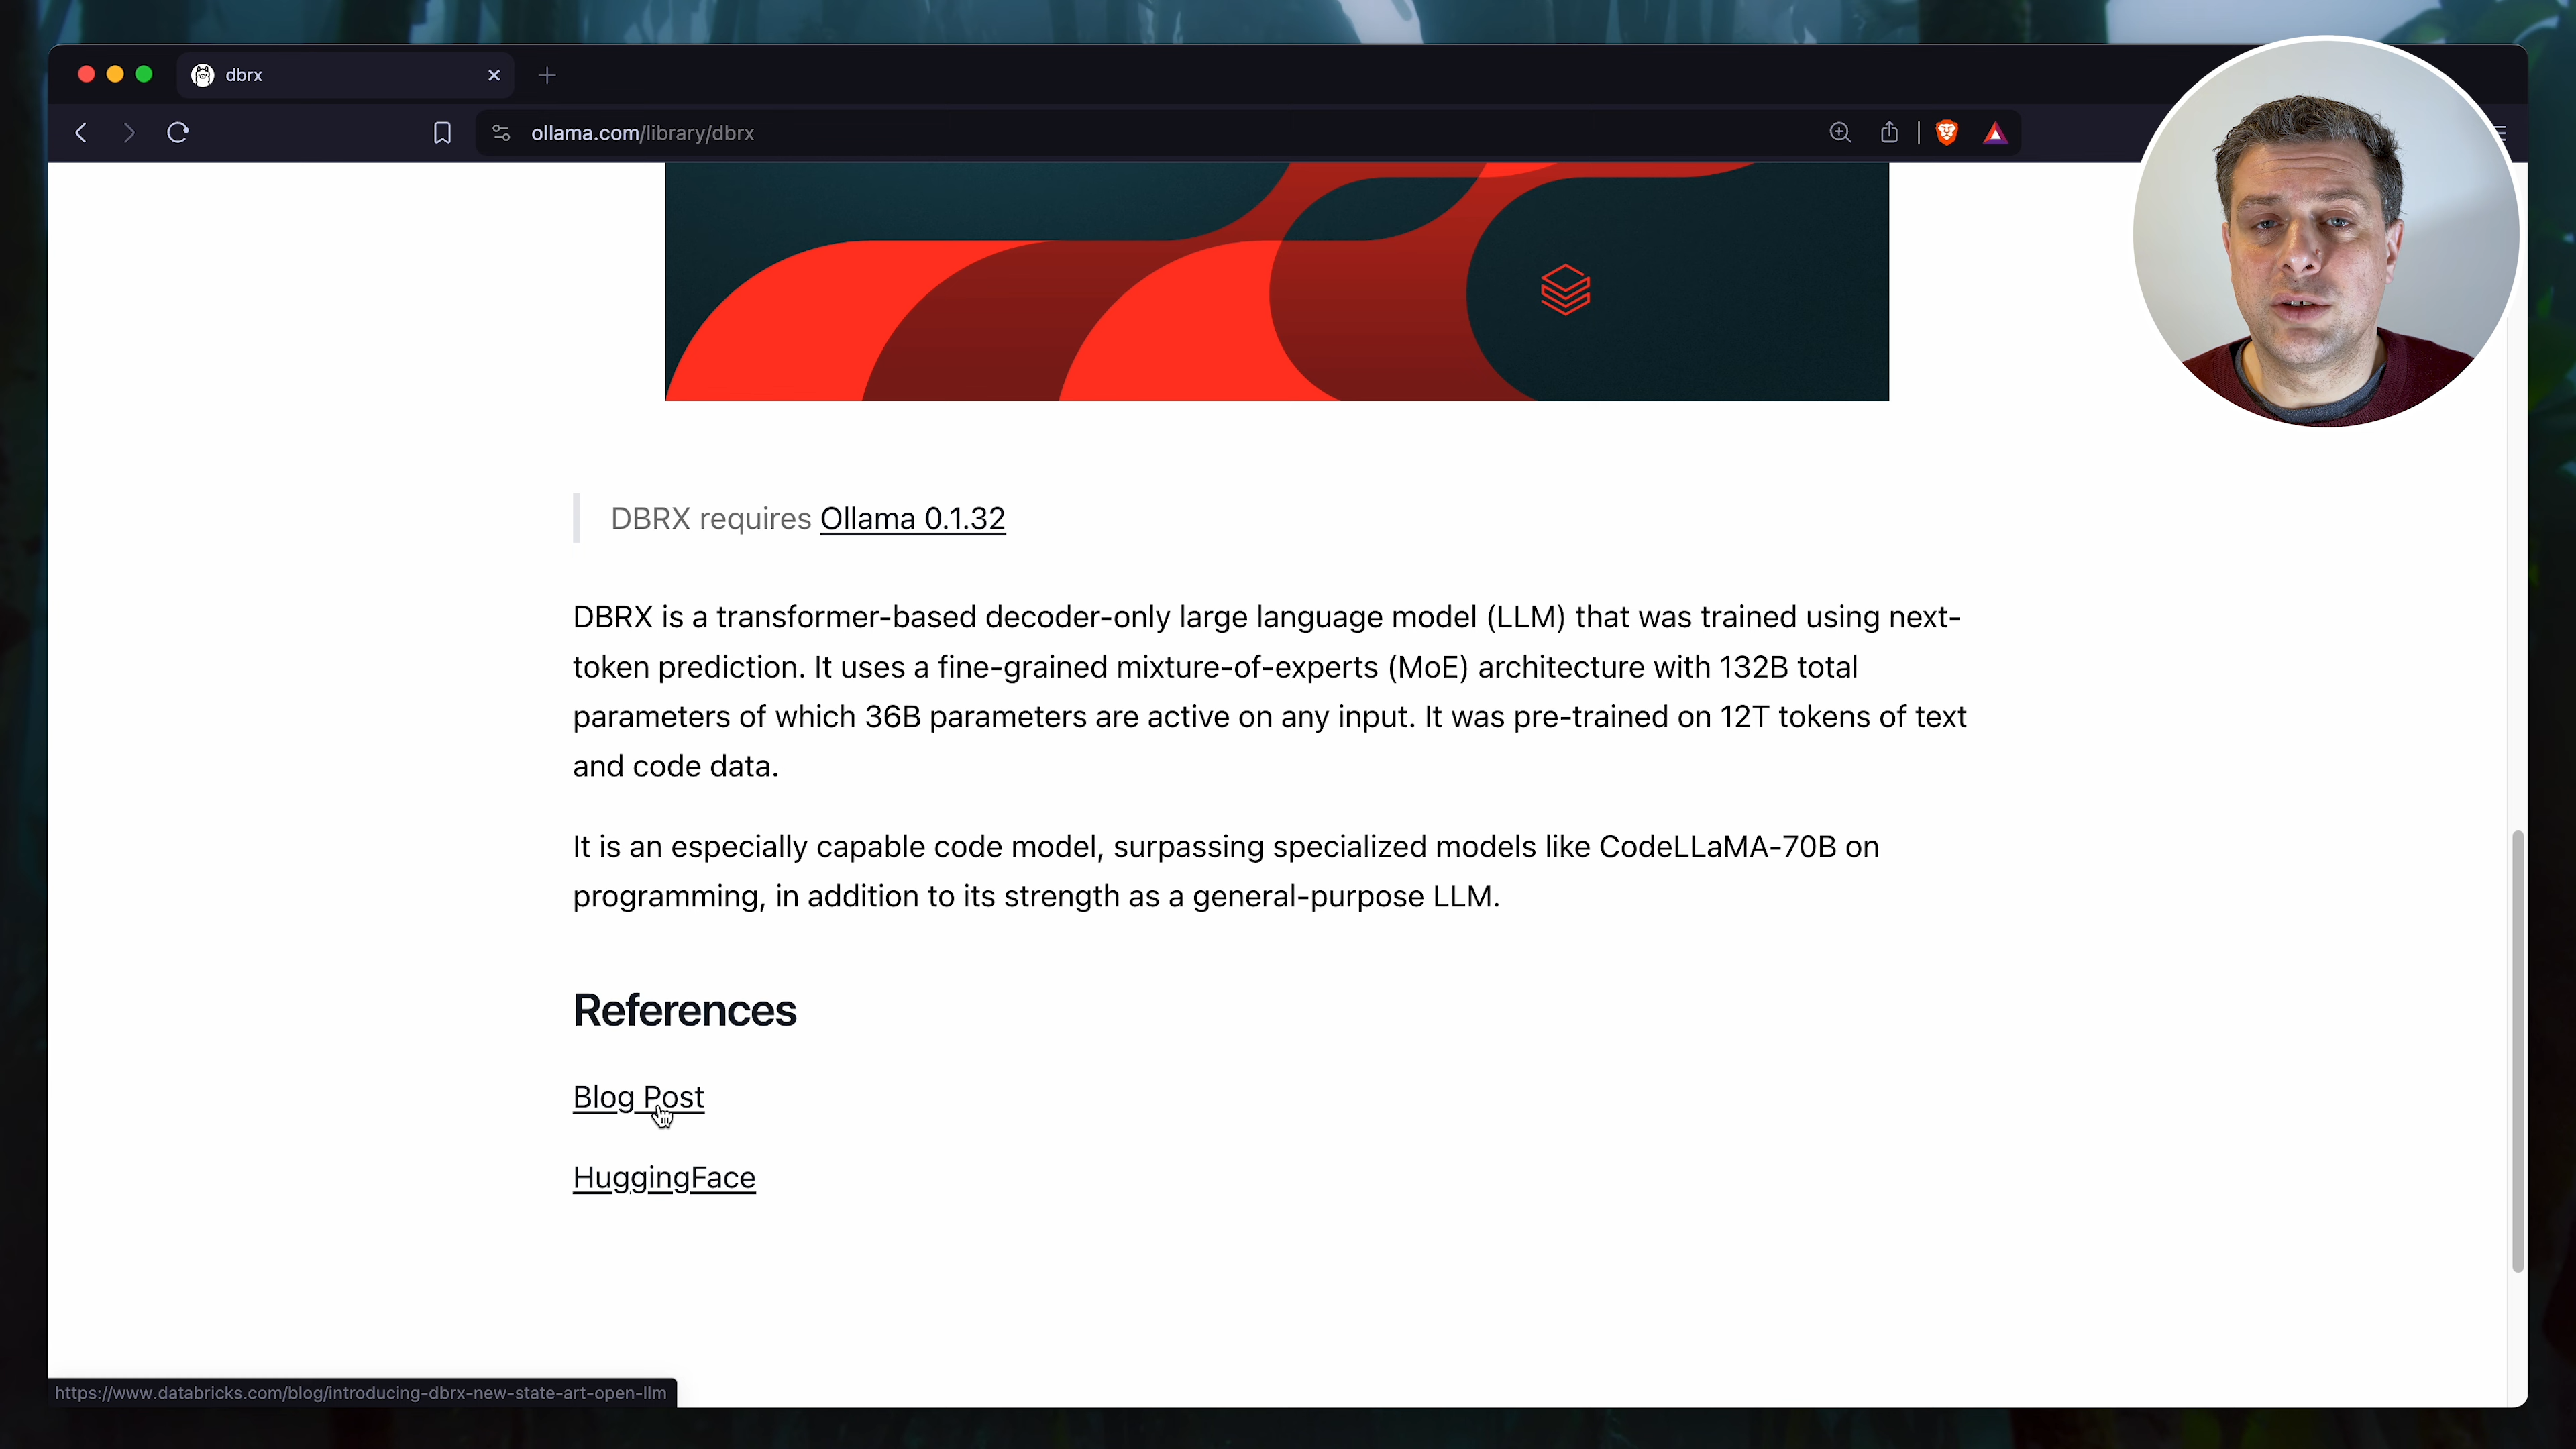 dbrx
ollama.com/library/dbrx
DBRX requires Ollama 0.1.32
DBRX is a transformer-based decoder-only large language model (LLM) that was trained using next-
token prediction. It uses a fine-grained mixture-of-experts (MoE) architecture with 132B total
parameters of which 36B parameters are active on any input. It was pre-trained on 12T tokens of text
and code data.
It is an especially capable code model, surpassing specialized models like CodeLLaMA-70B on
programming, in addition to its strength as a general-purpose LLM.
References
Blog Post
HuggingFace
https://www.databricks.com/blog/introducing-dbrx-new-state-art-open-llm